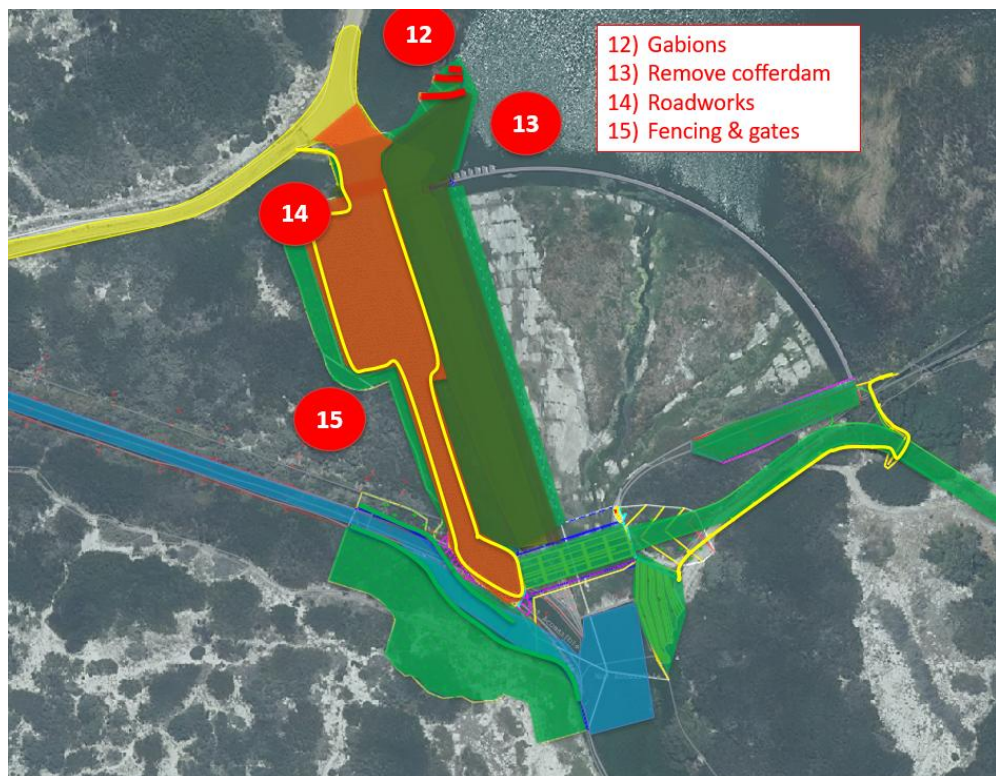 12
13
14
15
12) Gabions
13) Remove cofferdam
14) Roadworks
15) Fencing & gates